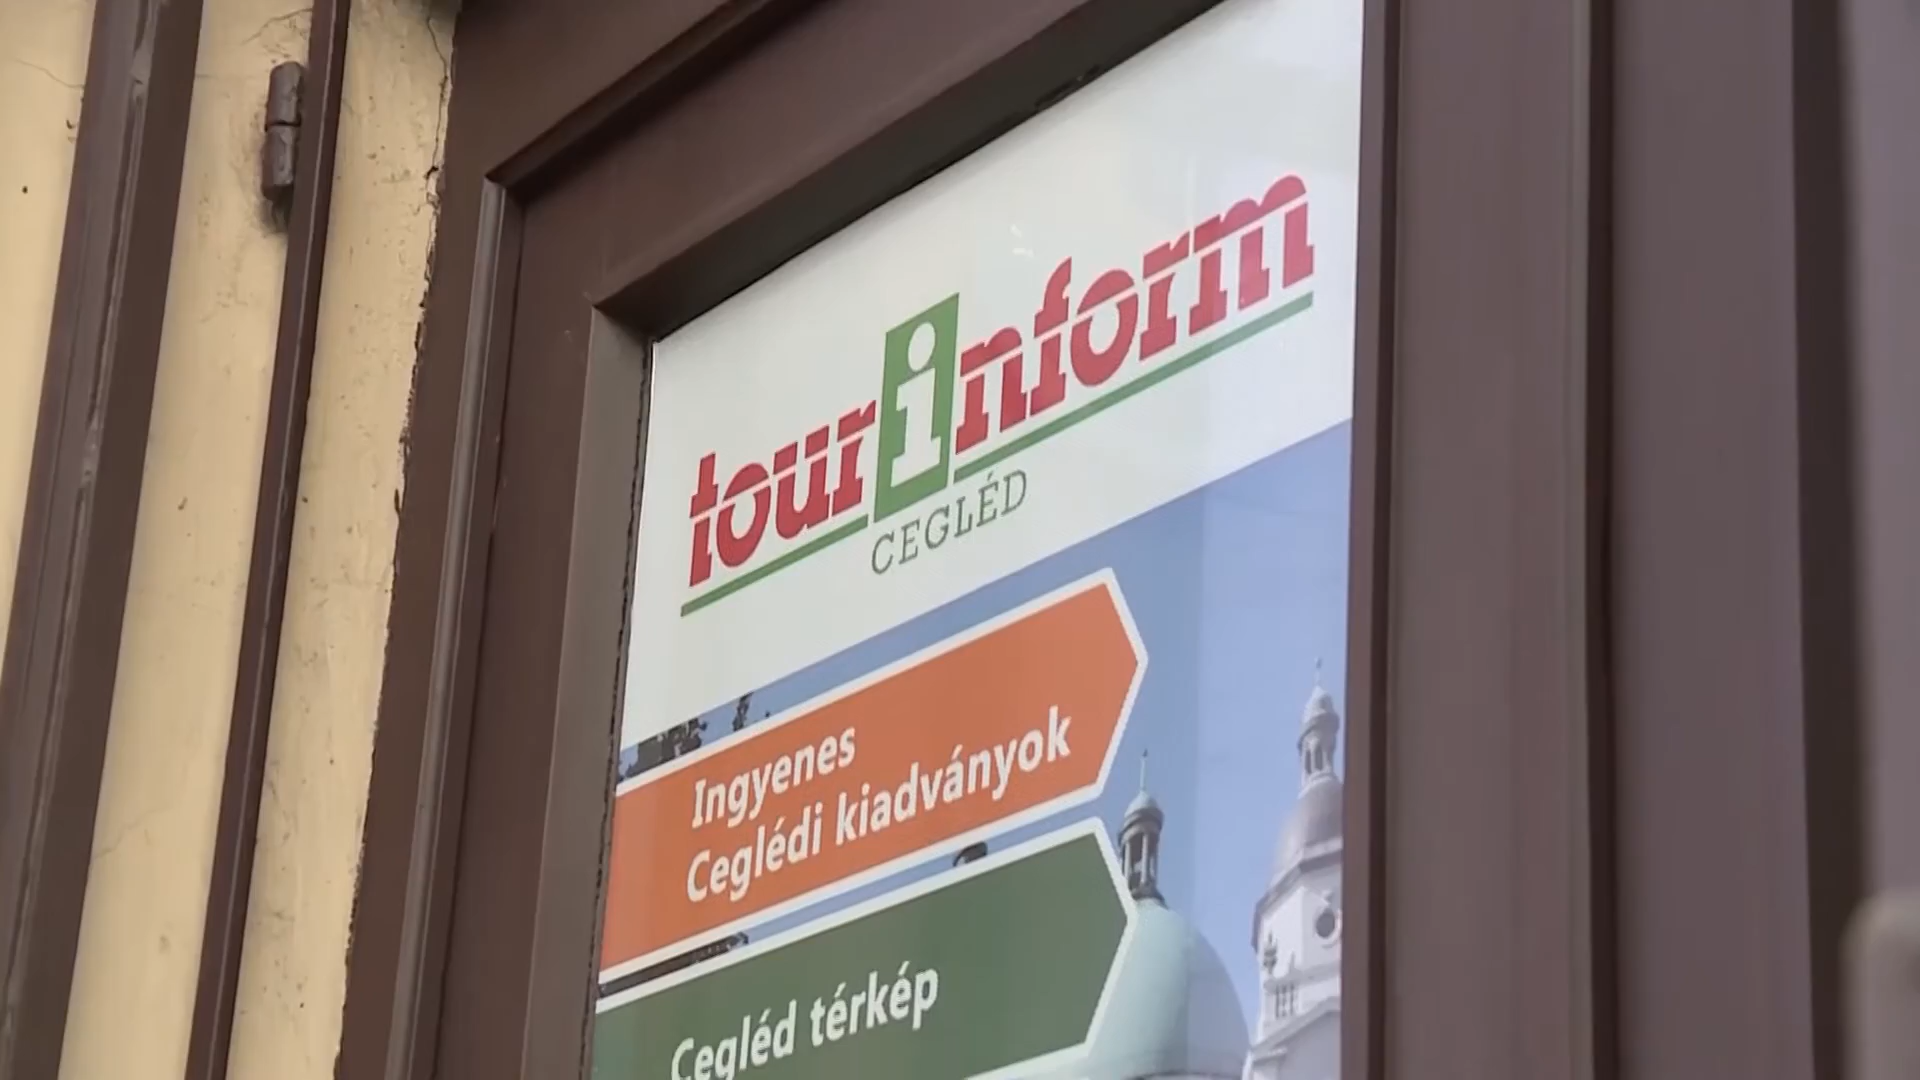 tourinform
CEGLÉD
Ingyenes
Ceglédi kiadványok
Cegléd térkép